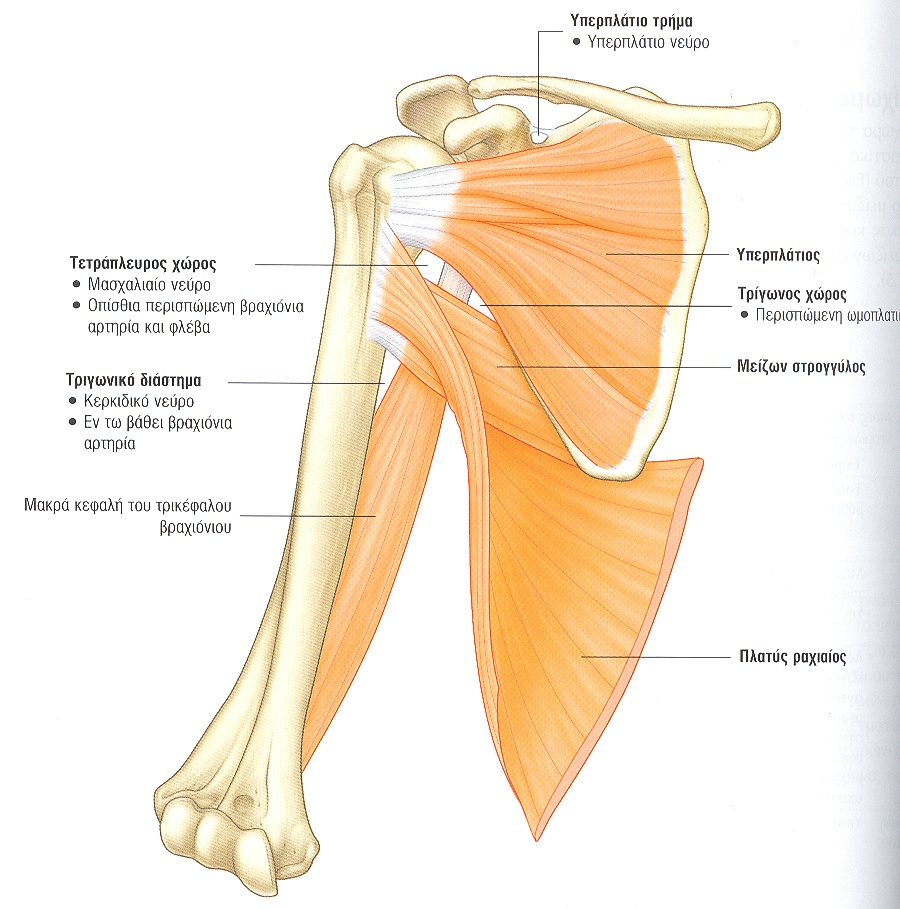 Υπερπλάτιο τρήμα
● Υπερπλάτιο νεύρο
Τετράπλευρος χώρος
● Μασχαλιαίο νεύρο
● Οπίσθια περισπώμενη βραχιόνια
αρτηρία και φλέβα
Υπερπλάτιος
Τρίγωνος χώρος
● Περισπώμενη
Μείζων στρογγύλος
Τριγωνικό διάστημα
● Κερκιδικό νεύρο
● Εν τω βάθει βραχιόνια
αρτηρία
Μακρά κεφαλή του τρικέφαλου
βραχιόνιου
Πλατύς ραχιαίος